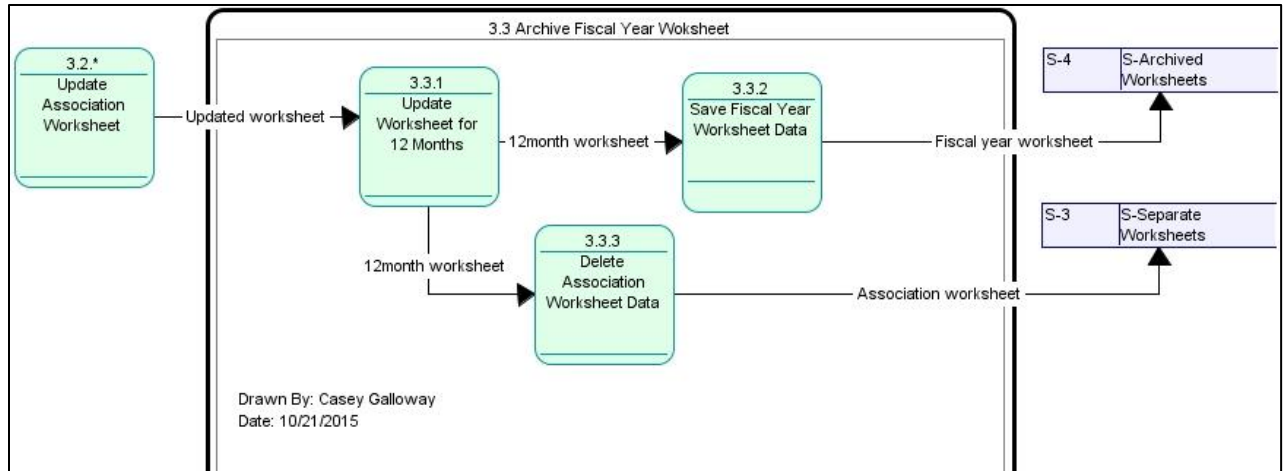 3.3 Archive Fiscal Year Woksheet
3.2.*
Update
Association
Worksheet
Updated worksheet
3.3.1
Update
Worksheet for
12 Months
12month worksheet
3.3.2
Save Fiscal Year
Worksheet Data
Fiscal year worksheet
S-4
S-Archived
Worksheets
12month worksheet
3.3.3
Delete
Association
Worksheet Data
Association worksheet
S-3
S-Separate
Worksheets
Drawn By: Casey Galloway
Date: 10/21/2015